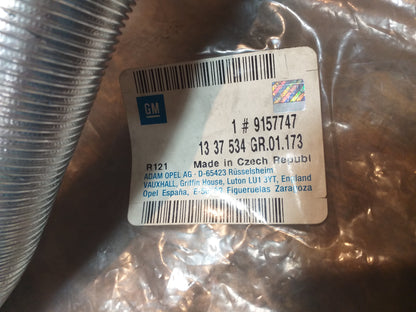 GM
1 # 9157747
13 37 534 GR.01.173
R121 Made in Czech Republi
ADAM OPEL AG - D-65423 Rüsselsheim
VAUXHALL, Griffin House, Luton LU1 3YT, England
Opel España, Figueruelas Zaragoza